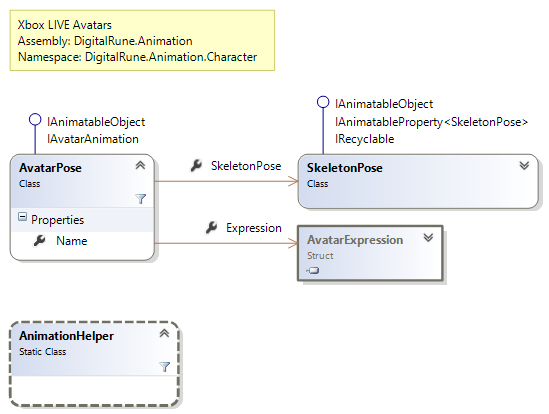 Xbox LIVE Avatars
Assembly: DigitalRune.Animation
Namespace: DigitalRune.Animation.Character
IAnimatableObject
IAvatarAnimation
IAnimatableObject
IAnimatableProperty<SkeletonPose>
IRecyclable
AvatarPose
Class
Properties
Name
SkeletonPose
SkeletonPose
Class
Expression
AvatarExpression
Struct
AnimationHelper
Static Class